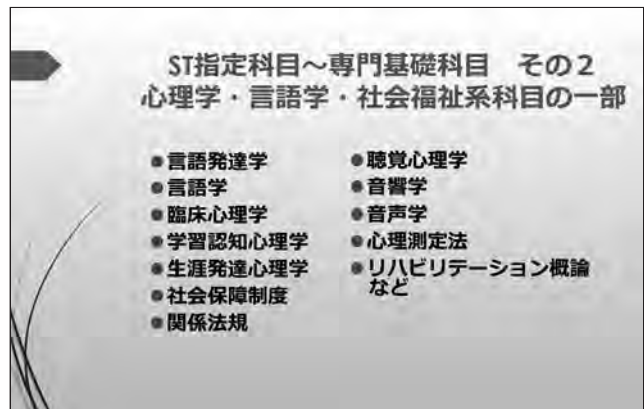 ST指定科目～専門基礎科目　その２
心理学・言語学・社会福祉系科目の一部
●言語発達学
●言語学
●臨床心理学
●学習認知心理学
●生涯発達心理学
●社会保障制度
●関係法規
●聴覚心理学
●音響学
●音声学
●心理測定法
●リハビリテーション概論
など